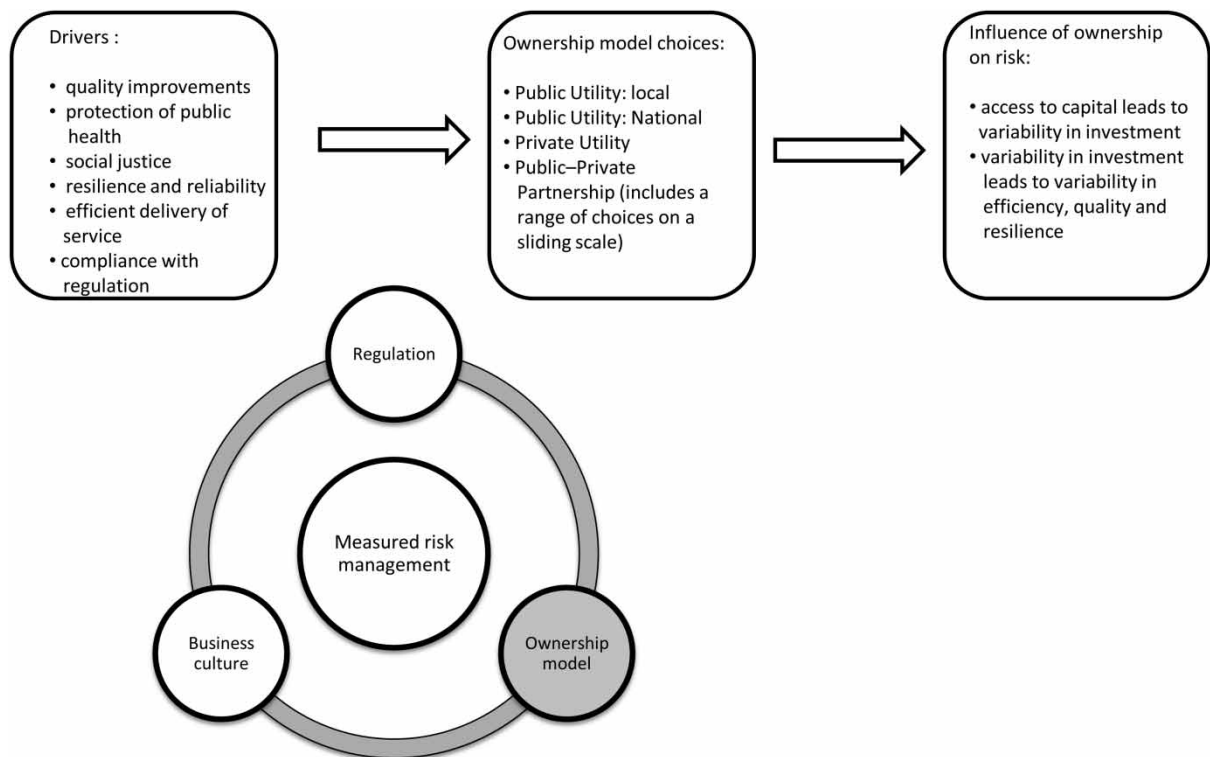 Drivers :
• quality improvements
• protection of public
health
• social justice
• resilience and reliability
• efficient delivery of
service
• compliance with
regulation
Ownership model choices:
• Public Utility: local
• Public Utility: National
• Private Utility
• Public–Private
Partnership (includes a
range of choices on a
sliding scale)
Influence of ownership
on risk:
• access to capital leads to
variability in investment
• variability in investment
leads to variability in
efficiency, quality and
resilience
Regulation
Measured risk
management
Business
culture
Ownership
model